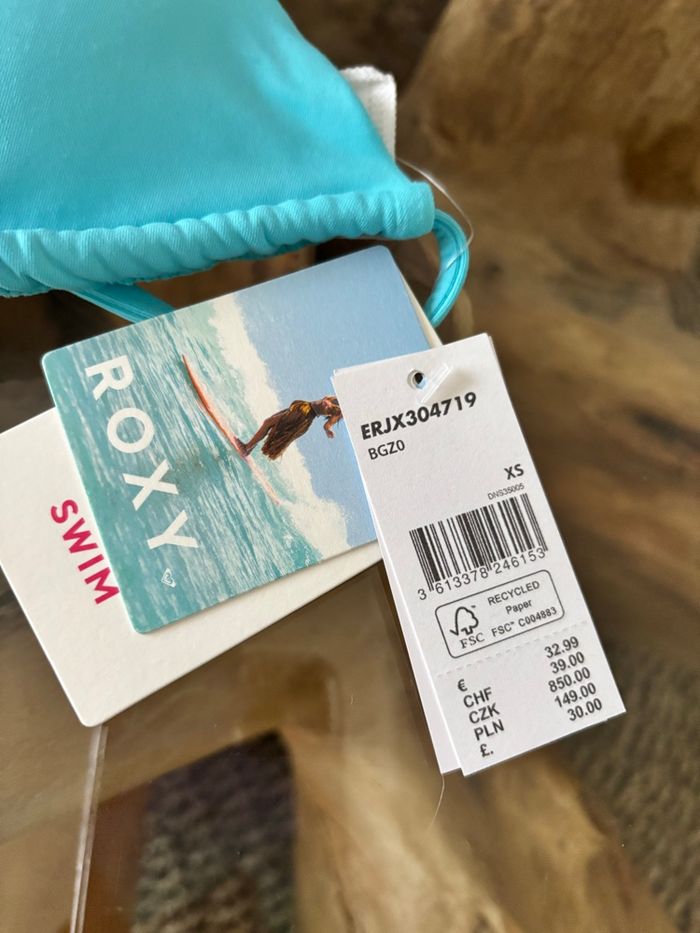 ROXY
SWIM
ERJX304719
BGZ0
XS
DNS35005
3 613378 246153
FSC
RECYCLED
Paper
FSC™ C004883
€ 32.99
CHF 39.00
CZK 850.00
PLN 149.00
£. 30.00